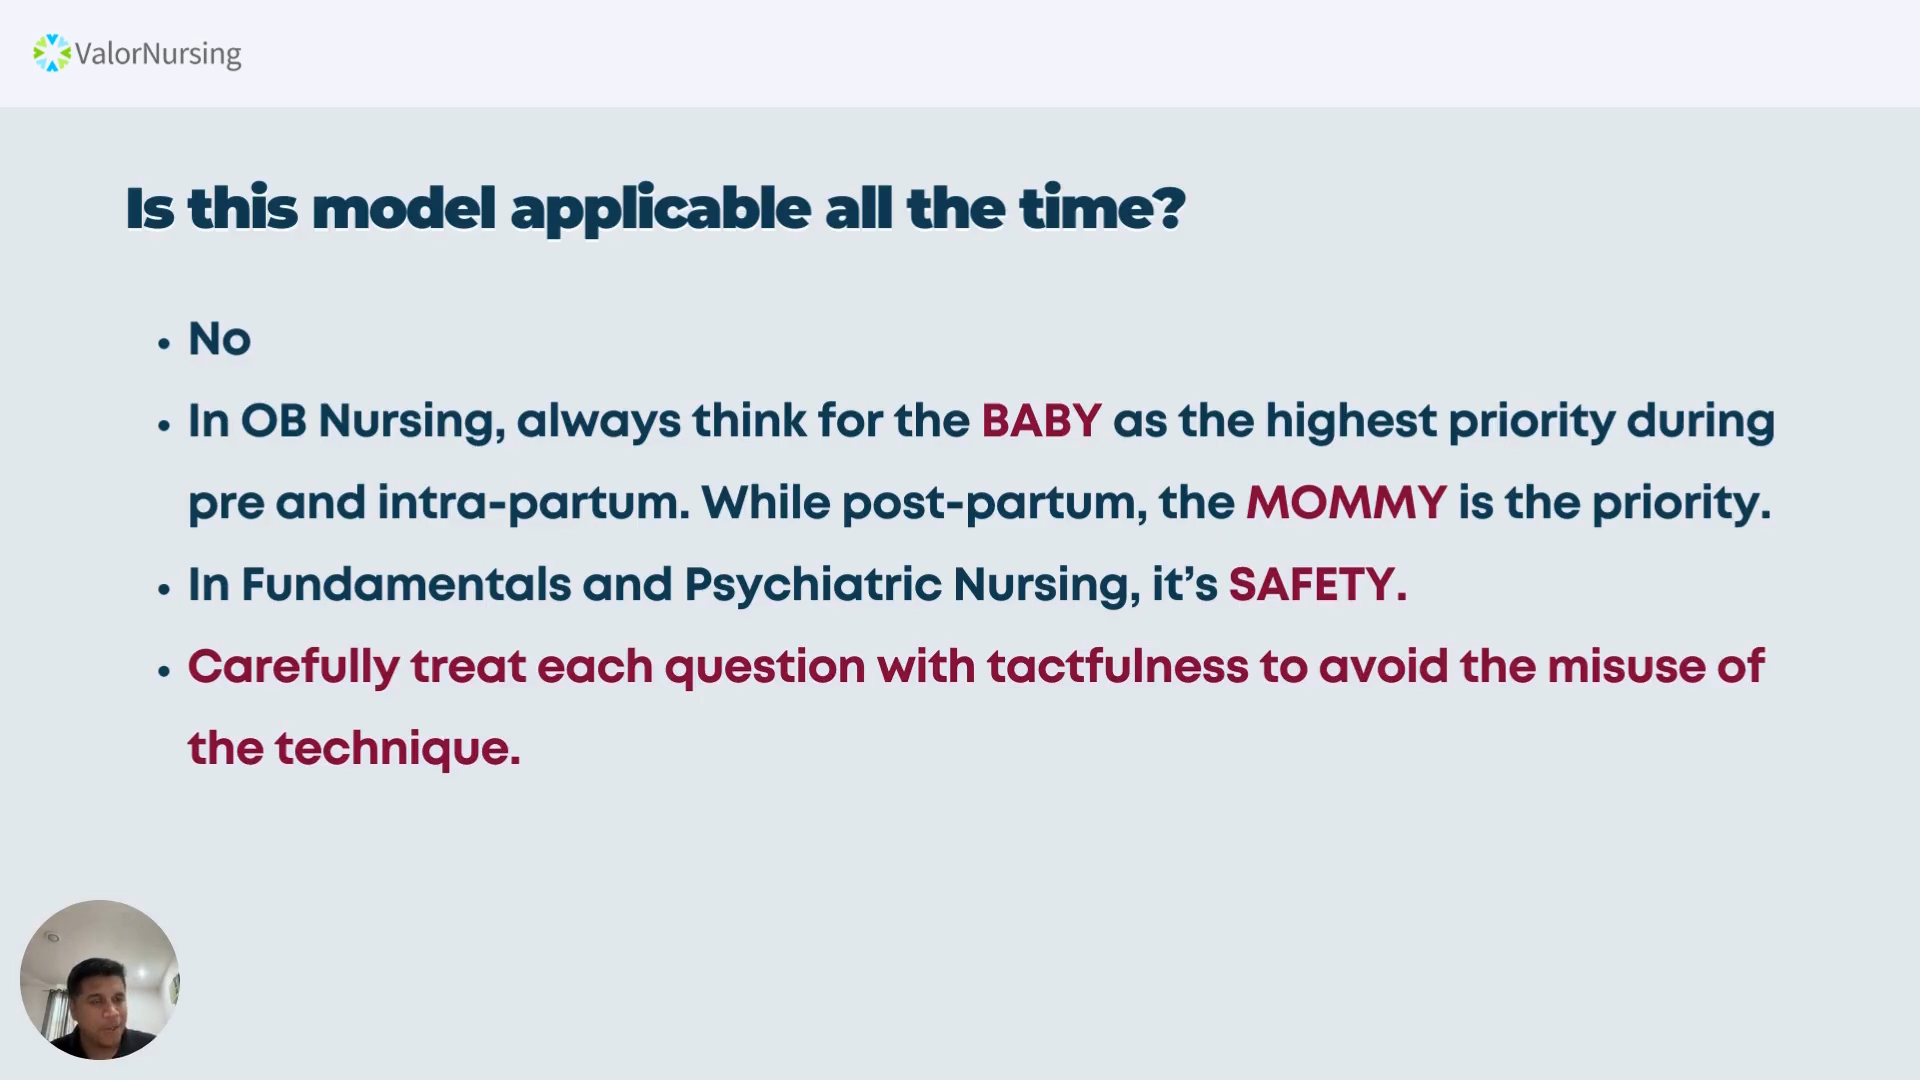 ValorNursing
Is this model applicable all the time?
• No
• In OB Nursing, always think for the BABY as the highest priority during
pre and intra-partum. While post-partum, the MOMMY is the priority.
• In Fundamentals and Psychiatric Nursing, it’s SAFETY.
• Carefully treat each question with tactfulness to avoid the misuse of
the technique.